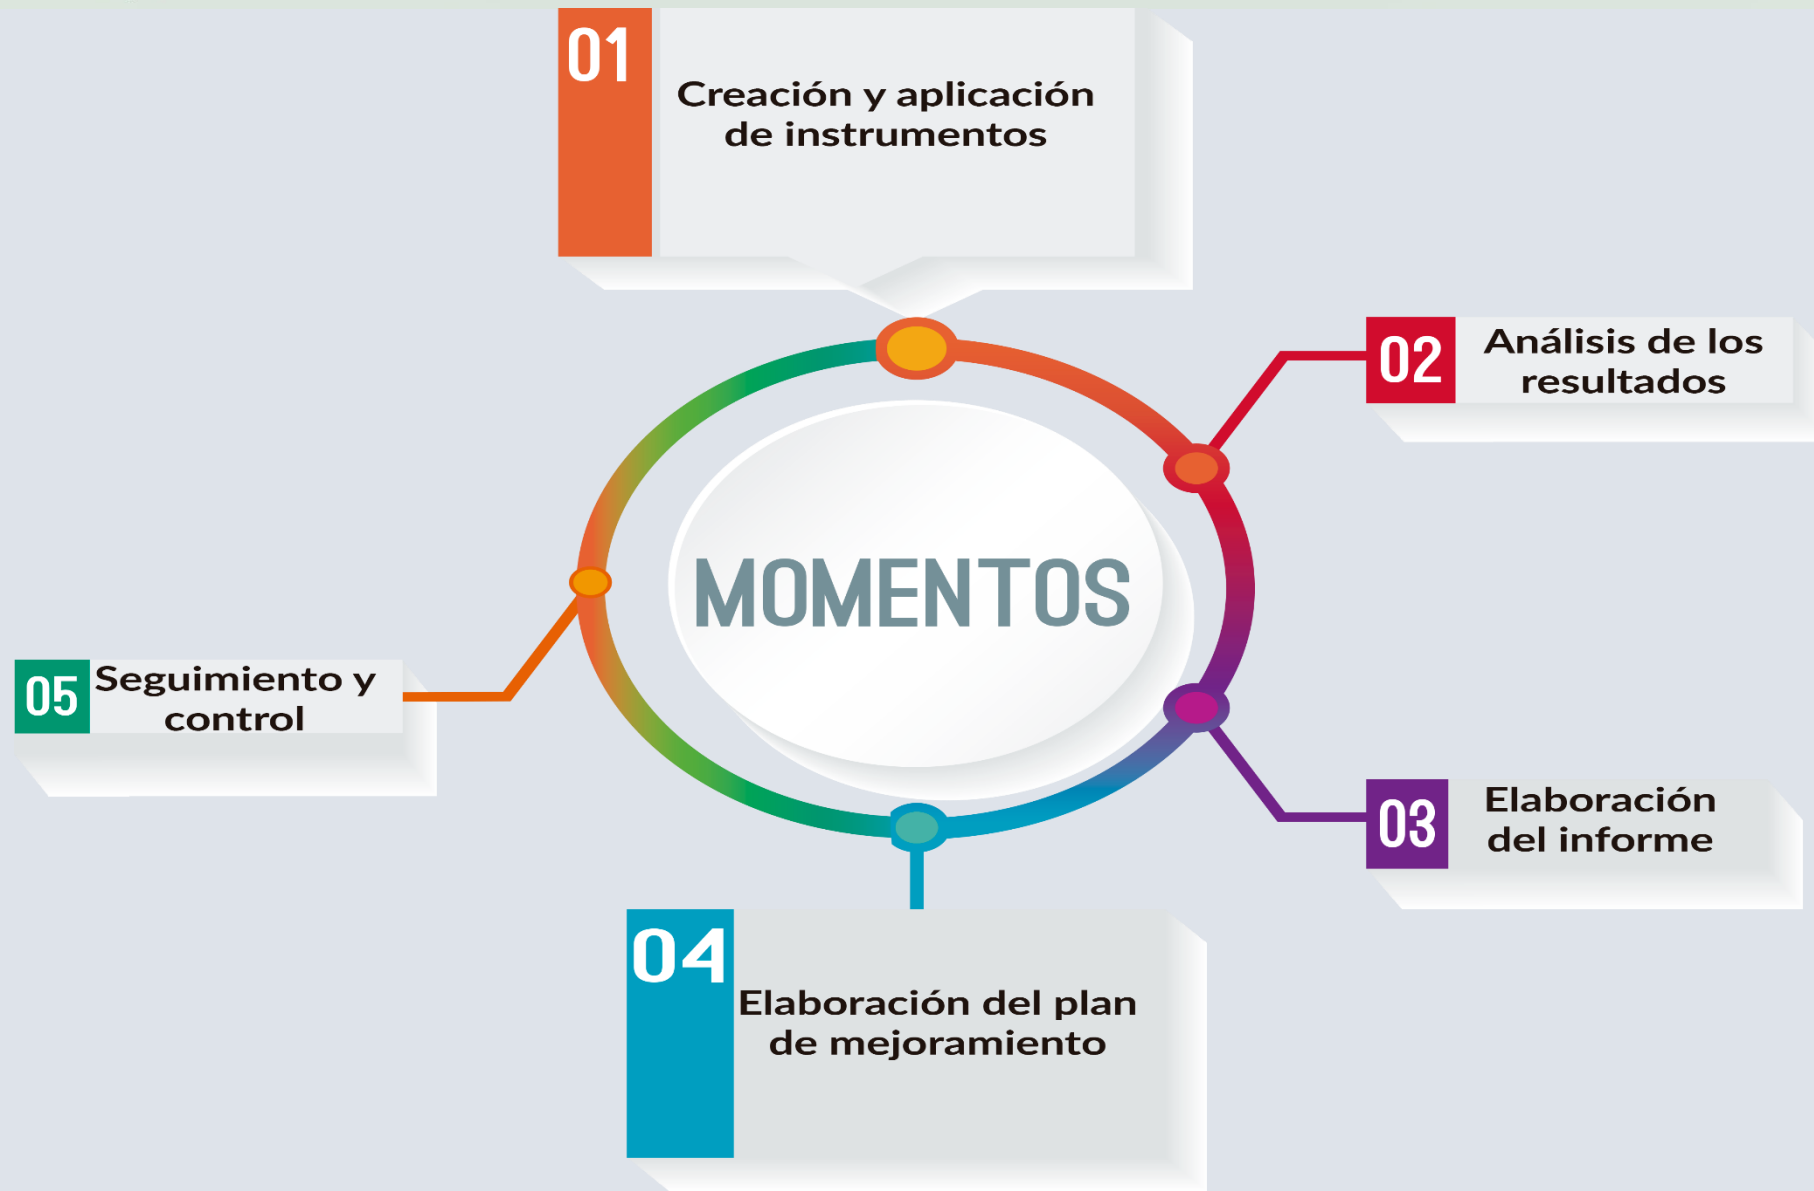 01
Creación y aplicación
de instrumentos
02
Análisis de los
resultados
MOMENTOS
05
Seguimiento y
control
03
Elaboración
del informe
04
Elaboración del plan
de mejoramiento